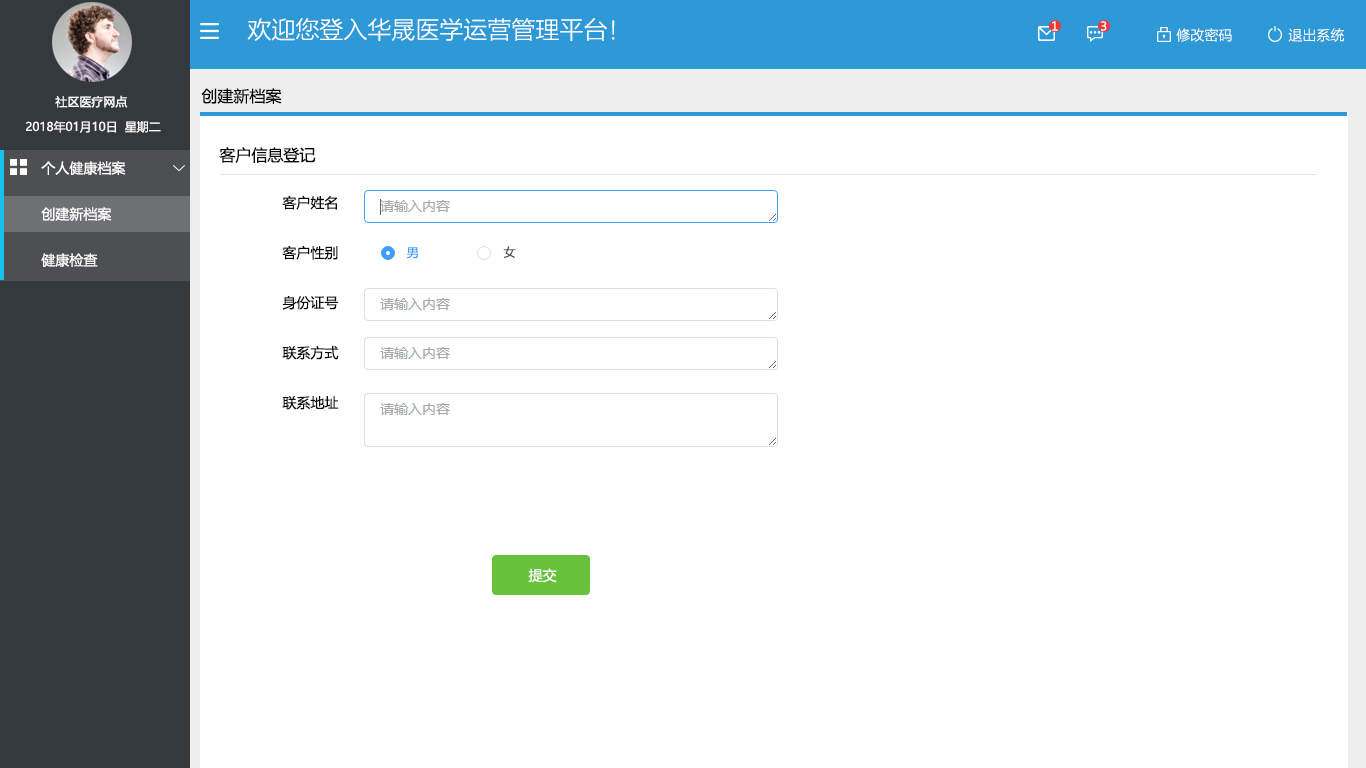 欢迎您登入华晟医学运营管理平台！
1
3
修改密码
退出系统
社区医疗网点
2018年01月10日 星期二
个人健康档案
创建新档案
健康检查
创建新档案
客户信息登记
客户姓名
请输入内容
客户性别
男
女
身份证号
请输入内容
联系方式
请输入内容
联系地址
请输入内容
提交